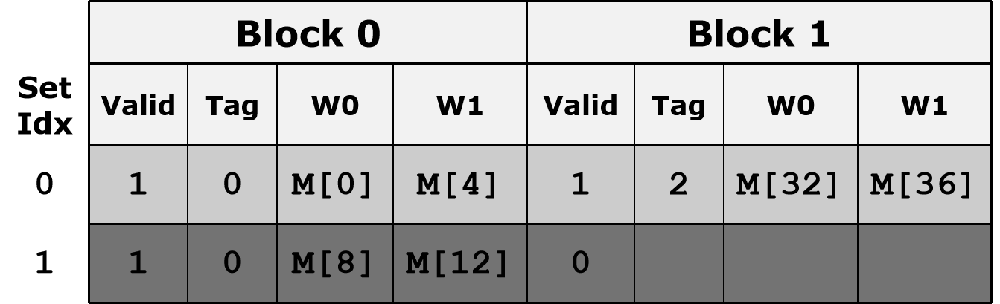 Block 0 Block 1
Set Idx Valid Tag W0 W1 Valid Tag W0 W1
0 1 0 M[0] M[4] 1 2 M[32] M[36]
1 1 0 M[8] M[12] 0